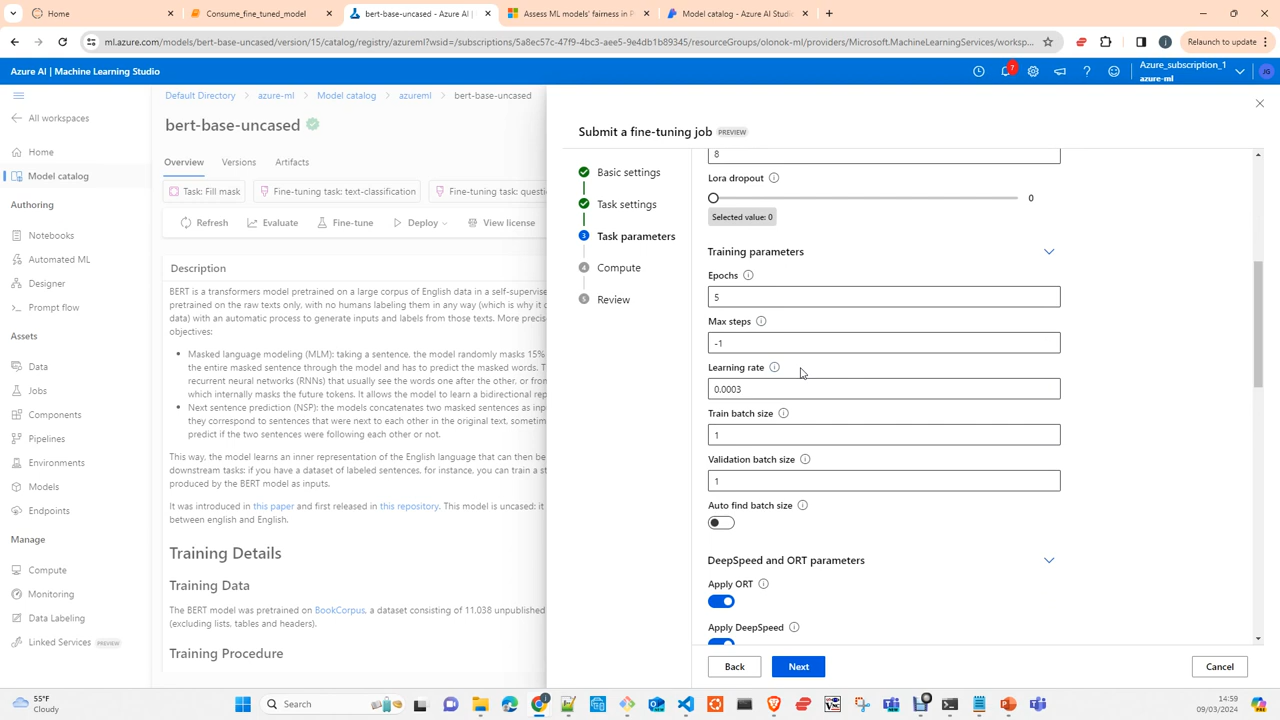 Home
Consume_fine_tuned_model
bert-base-uncased - Azure AI |
Assess ML models' fairness in P
Model catalog - Azure AI Studio
ml.azure.com/models/bert-base-uncased/version/15/catalog/registry/azureml?wsid=/subscriptions/5a8ec57c-47f9-4bc3-aee5-9e4db1b89345/resourceGroups/olonok-ml/providers/Microsoft.MachineLearningServices/worksp...
Relaunch to update
Azure AI | Machine Learning Studio
7
Azure_subscription_1
azure-ml
JG
All workspaces
Home
Model catalog
Authoring
Notebooks
Automated ML
Designer
Prompt flow
Assets
Data
Jobs
Components
Pipelines
Environments
Models
Endpoints
Manage
Compute
Monitoring
Data Labeling
Linked Services PREVIEW
Default Directory > azure-ml > Model catalog > azureml > bert-base-uncased
bert-base-uncased
Overview Versions Artifacts
Task: Fill mask Fine-tuning task: text-classification Fine-tuning task: questi
Refresh Evaluate Fine-tune Deploy View license
Description
BERT is a transformers model pretrained on a large corpus of English data in a self-supervise
pretrained on the raw texts only, with no humans labeling them in any way (which is why it c
data) with an automatic process to generate inputs and labels from those texts. More precise
objectives:
Masked language modeling (MLM): taking a sentence, the model randomly masks 15%
the entire masked sentence through the model and has to predict the masked words. T
recurrent neural networks (RNNs) that usually see the words one after the other, or from
which internally masks the future tokens. It allows the model to learn a bidirectional rep
Next sentence prediction (NSP): the models concatenates two masked sentences as inp
they correspond to sentences that were next to each other in the original text, sometim
predict if the two sentences were following each other or not.
This way, the model learns an inner representation of the English language that can then be
downstream tasks: if you have a dataset of labeled sentences, for instance, you can train a st
produced by the BERT model as inputs.
It was introduced in this paper and first released in this repository. This model is uncased: it
between english and English.
Training Details
Training Data
The BERT model was pretrained on BookCorpus, a dataset consisting of 11,038 unpublished
(excluding lists, tables and headers).
Training Procedure
Submit a fine-tuning job PREVIEW
Basic settings
Task settings
3 Task parameters
4 Compute
5 Review
8
Lora dropout
0
Selected value: 0
Training parameters
Epochs
5
Max steps
-1
Learning rate
0.0003
Train batch size
1
Validation batch size
1
Auto find batch size
DeepSpeed and ORT parameters
Apply ORT
Apply DeepSpeed
Back Next Cancel
55°F
Cloudy
Search
14:59
09/03/2024